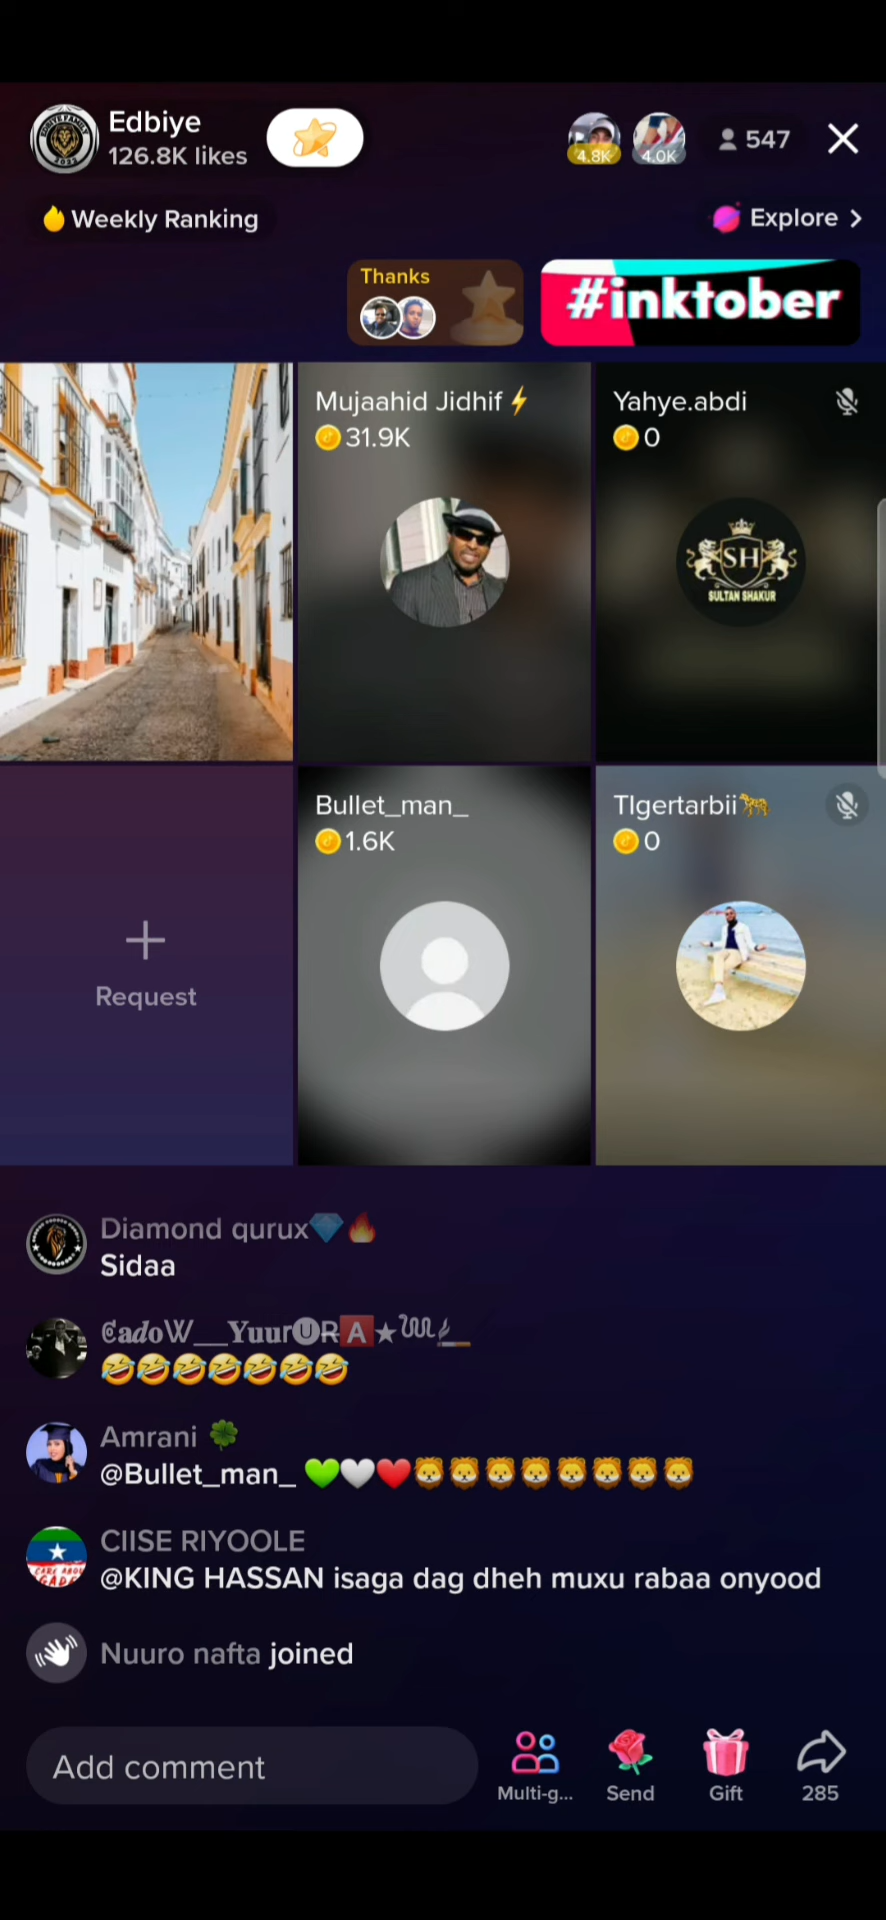 Edbiye
126.8K likes
4.8K
4.0K
547
Weekly Ranking
Explore >
Thanks
#inktober
Mujaahid Jidhif⚡
31.9K
Yahye.abdi
0
SH
SULTAN SHAKUR
Bullet_man_
1.6K
TIgertarbii🐆
0
Request
Diamond qurux💎🔥
Sidaa
₡𝐚𝒅𝐨𝕎__𝐘𝐮𝐮r🅤R🅰★ᙡᙡ🚬
🤣🤣🤣🤣🤣🤣🤣
Amrani 🍀
@Bullet_man_ 💚🤍❤️🦁🦁🦁🦁🦁🦁🦁🦁
CIISE RIYOOLE
@KING HASSAN isaga dag dheh muxu rabaa onyood
Nuuro nafta joined
Add comment
Multi-g...
Send
Gift
285